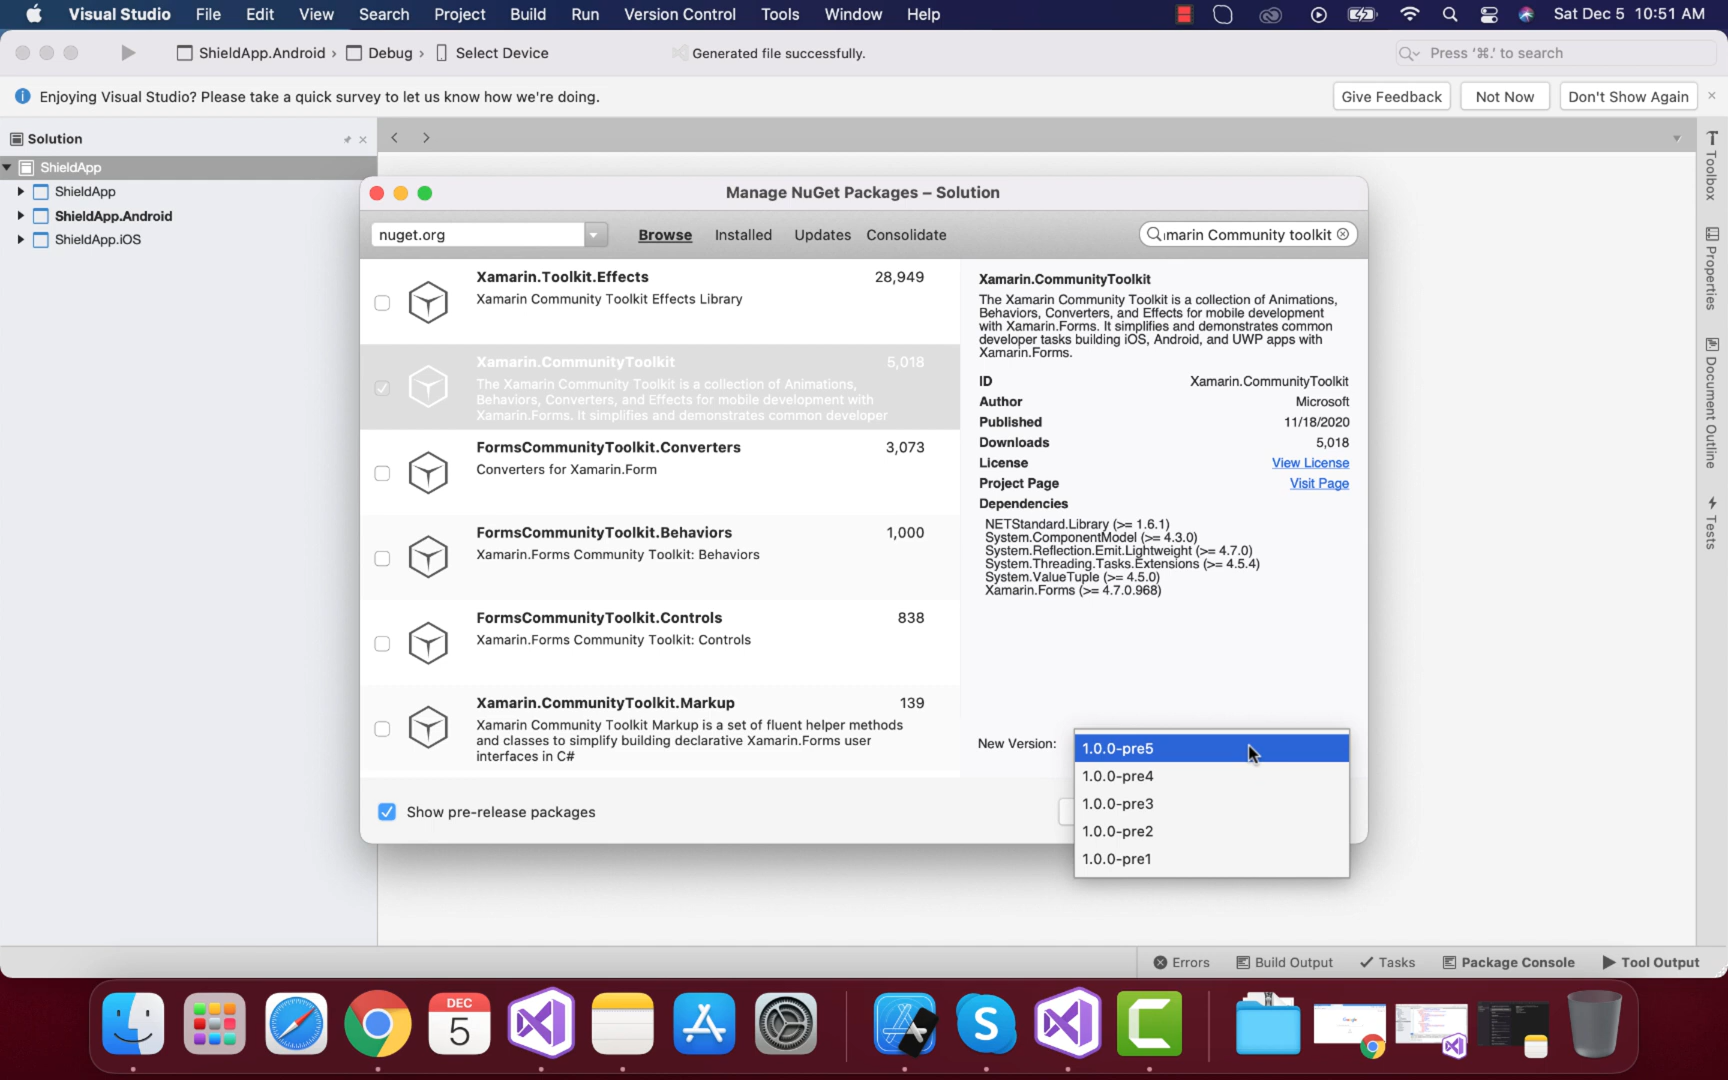 Visual Studio File Edit View Search Project Build Run Version Control Tools Window Help Sat Dec 5 10:51 AM
ShieldApp.Android › Debug › Select Device Generated file successfully. Press ‘⌘.’ to search
Enjoying Visual Studio? Please take a quick survey to let us know how we're doing. Give Feedback Not Now Don't Show Again
Solution
ShieldApp
ShieldApp
ShieldApp.Android
ShieldApp.iOS
Manage NuGet Packages – Solution
nuget.org Browse Installed Updates Consolidate marin Community toolkit
Xamarin.Toolkit.Effects 28,949
Xamarin Community Toolkit Effects Library
Xamarin.CommunityToolkit 5,018
The Xamarin Community Toolkit is a collection of Animations,
Behaviors, Converters, and Effects for mobile development with
Xamarin.Forms. It simplifies and demonstrates common developer
FormsCommunityToolkit.Converters 3,073
Converters for Xamarin.Form
FormsCommunityToolkit.Behaviors 1,000
Xamarin.Forms Community Toolkit: Behaviors
FormsCommunityToolkit.Controls 838
Xamarin.Forms Community Toolkit: Controls
Xamarin.CommunityToolkit.Markup 139
Xamarin Community Toolkit Markup is a set of fluent helper methods
and classes to simplify building declarative Xamarin.Forms user
interfaces in C#
Xamarin.CommunityToolkit
The Xamarin Community Toolkit is a collection of Animations,
Behaviors, Converters, and Effects for mobile development
with Xamarin.Forms. It simplifies and demonstrates common
developer tasks building iOS, Android, and UWP apps with
Xamarin.Forms.
ID Xamarin.CommunityToolkit
Author Microsoft
Published 11/18/2020
Downloads 5,018
License View License
Project Page Visit Page
Dependencies
NETStandard.Library (>= 1.6.1)
System.ComponentModel (>= 4.3.0)
System.Reflection.Emit.Lightweight (>= 4.7.0)
System.Threading.Tasks.Extensions (>= 4.5.4)
System.ValueTuple (>= 4.5.0)
Xamarin.Forms (>= 4.7.0.968)
New Version: 1.0.0-pre5
1.0.0-pre4
1.0.0-pre3
1.0.0-pre2
1.0.0-pre1
Show pre-release packages
Toolbox
Properties
Document Outline
Tests
Errors Build Output Tasks Package Console Tool Output
DEC
5
S
C